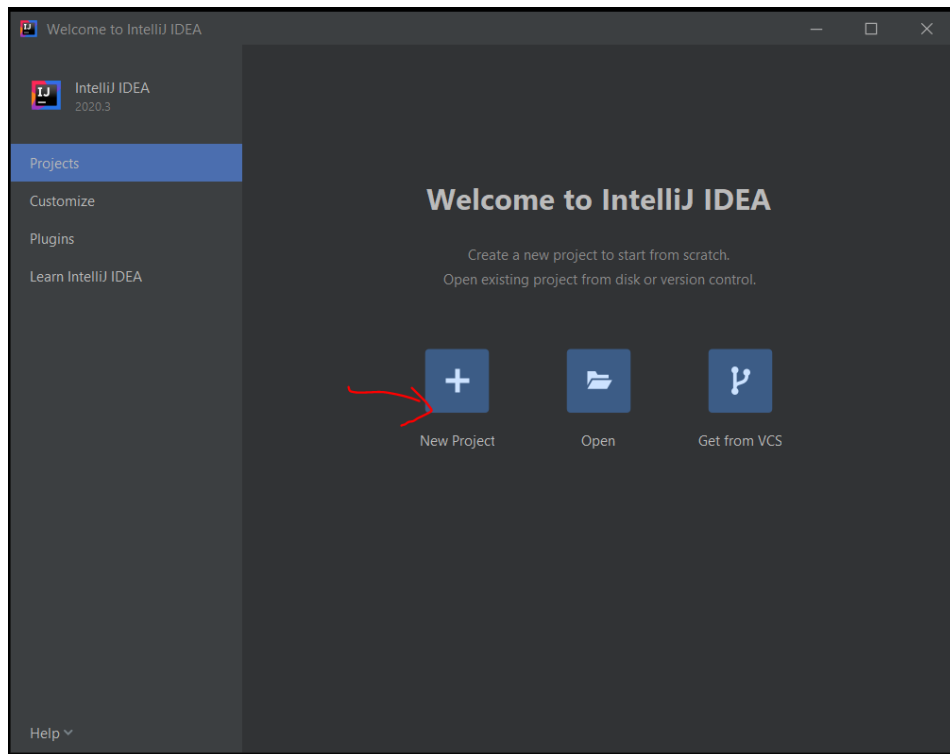 Welcome to IntelliJ IDEA
IJ
IntelliJ IDEA
2020.3
Projects
Customize
Plugins
Learn IntelliJ IDEA
Welcome to IntelliJ IDEA
Create a new project to start from scratch.
Open existing project from disk or version control.
New Project
Open
Get from VCS
Help